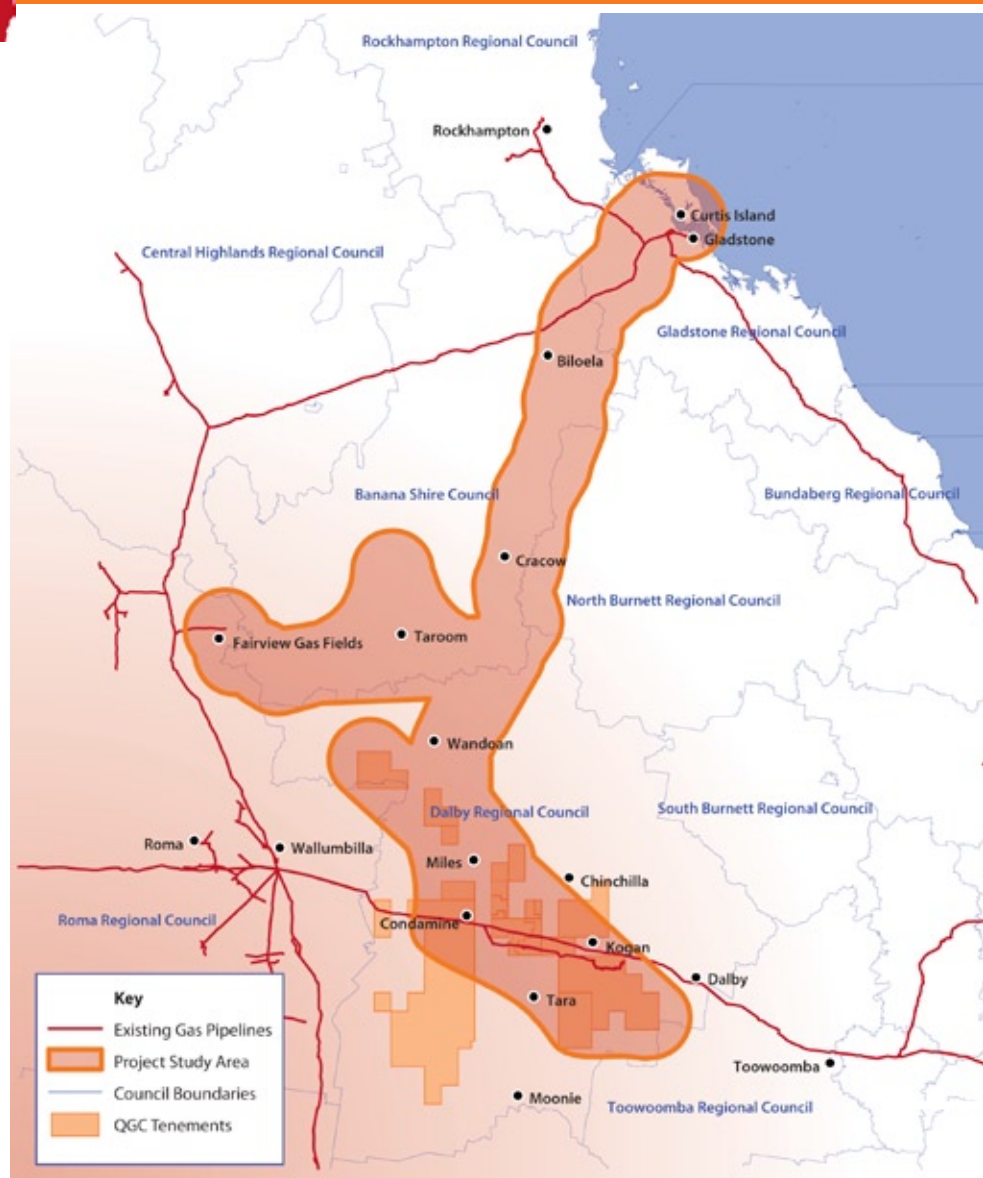 Rockhampton Regional Council
Rockhampton
Curtis Island
Gladstone
Central Highlands Regional Council
Gladstone Regional Council
Biloela
Banana Shire Council
Bundaberg Regional Council
Cracow
North Burnett Regional Council
Fairview Gas Fields
Taroom
Wandoan
Dalby Regional Council
South Burnett Regional Council
Roma
Wallumbilla
Miles
Chinchilla
Roma Regional Council
Condamine
Kogan
Dalby
Tara
Toowoomba
Moonie
Toowoomba Regional Council
Key
Existing Gas Pipelines
Project Study Area
Council Boundaries
QGC Tenements